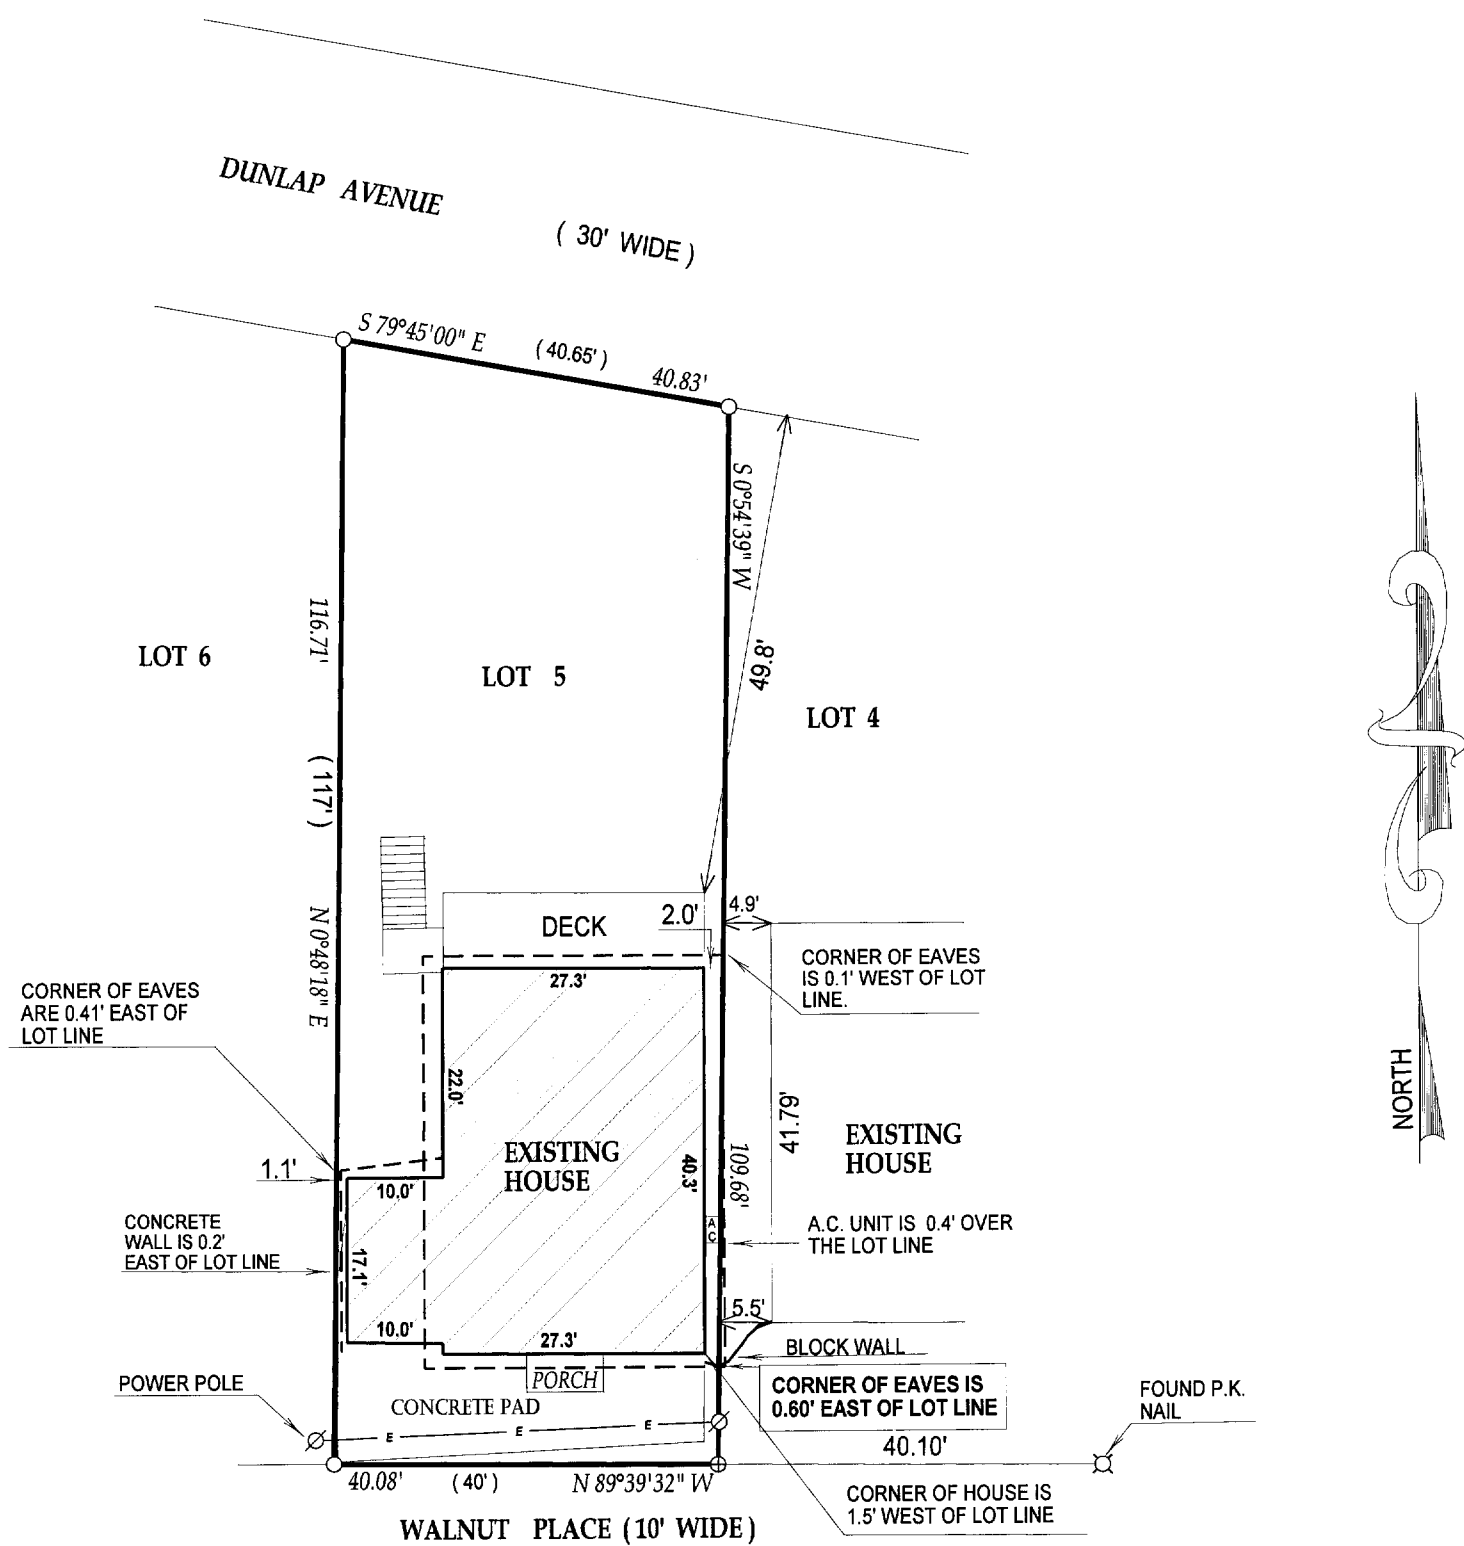 DUNLAP AVENUE
( 30' WIDE )
S 79°45'00" E
( 40.65' )
40.83'
S 0°54'39" W
49.8'
116.71'
LOT 6
LOT 5
LOT 4
( 117' )
N 0°48'18" E
DECK
2.0'
4.9'
CORNER OF EAVES
IS 0.1' WEST OF LOT
LINE.
27.3'
CORNER OF EAVES
ARE 0.41' EAST OF
LOT LINE
22.0'
41.79'
NORTH
EXISTING
HOUSE
EXISTING
HOUSE
40.3'
109.68'
1.1'
10.0'
CONCRETE
WALL IS 0.2'
EAST OF LOT LINE
17.1'
A
C
A.C. UNIT IS 0.4' OVER
THE LOT LINE
5.5'
10.0'
27.3'
BLOCK WALL
PORCH
POWER POLE
CORNER OF EAVES IS
0.60' EAST OF LOT LINE
FOUND P.K.
NAIL
CONCRETE PAD
E E E
40.10'
40.08' ( 40' ) N 89°39'32" W
CORNER OF HOUSE IS
1.5' WEST OF LOT LINE
WALNUT PLACE ( 10' WIDE )